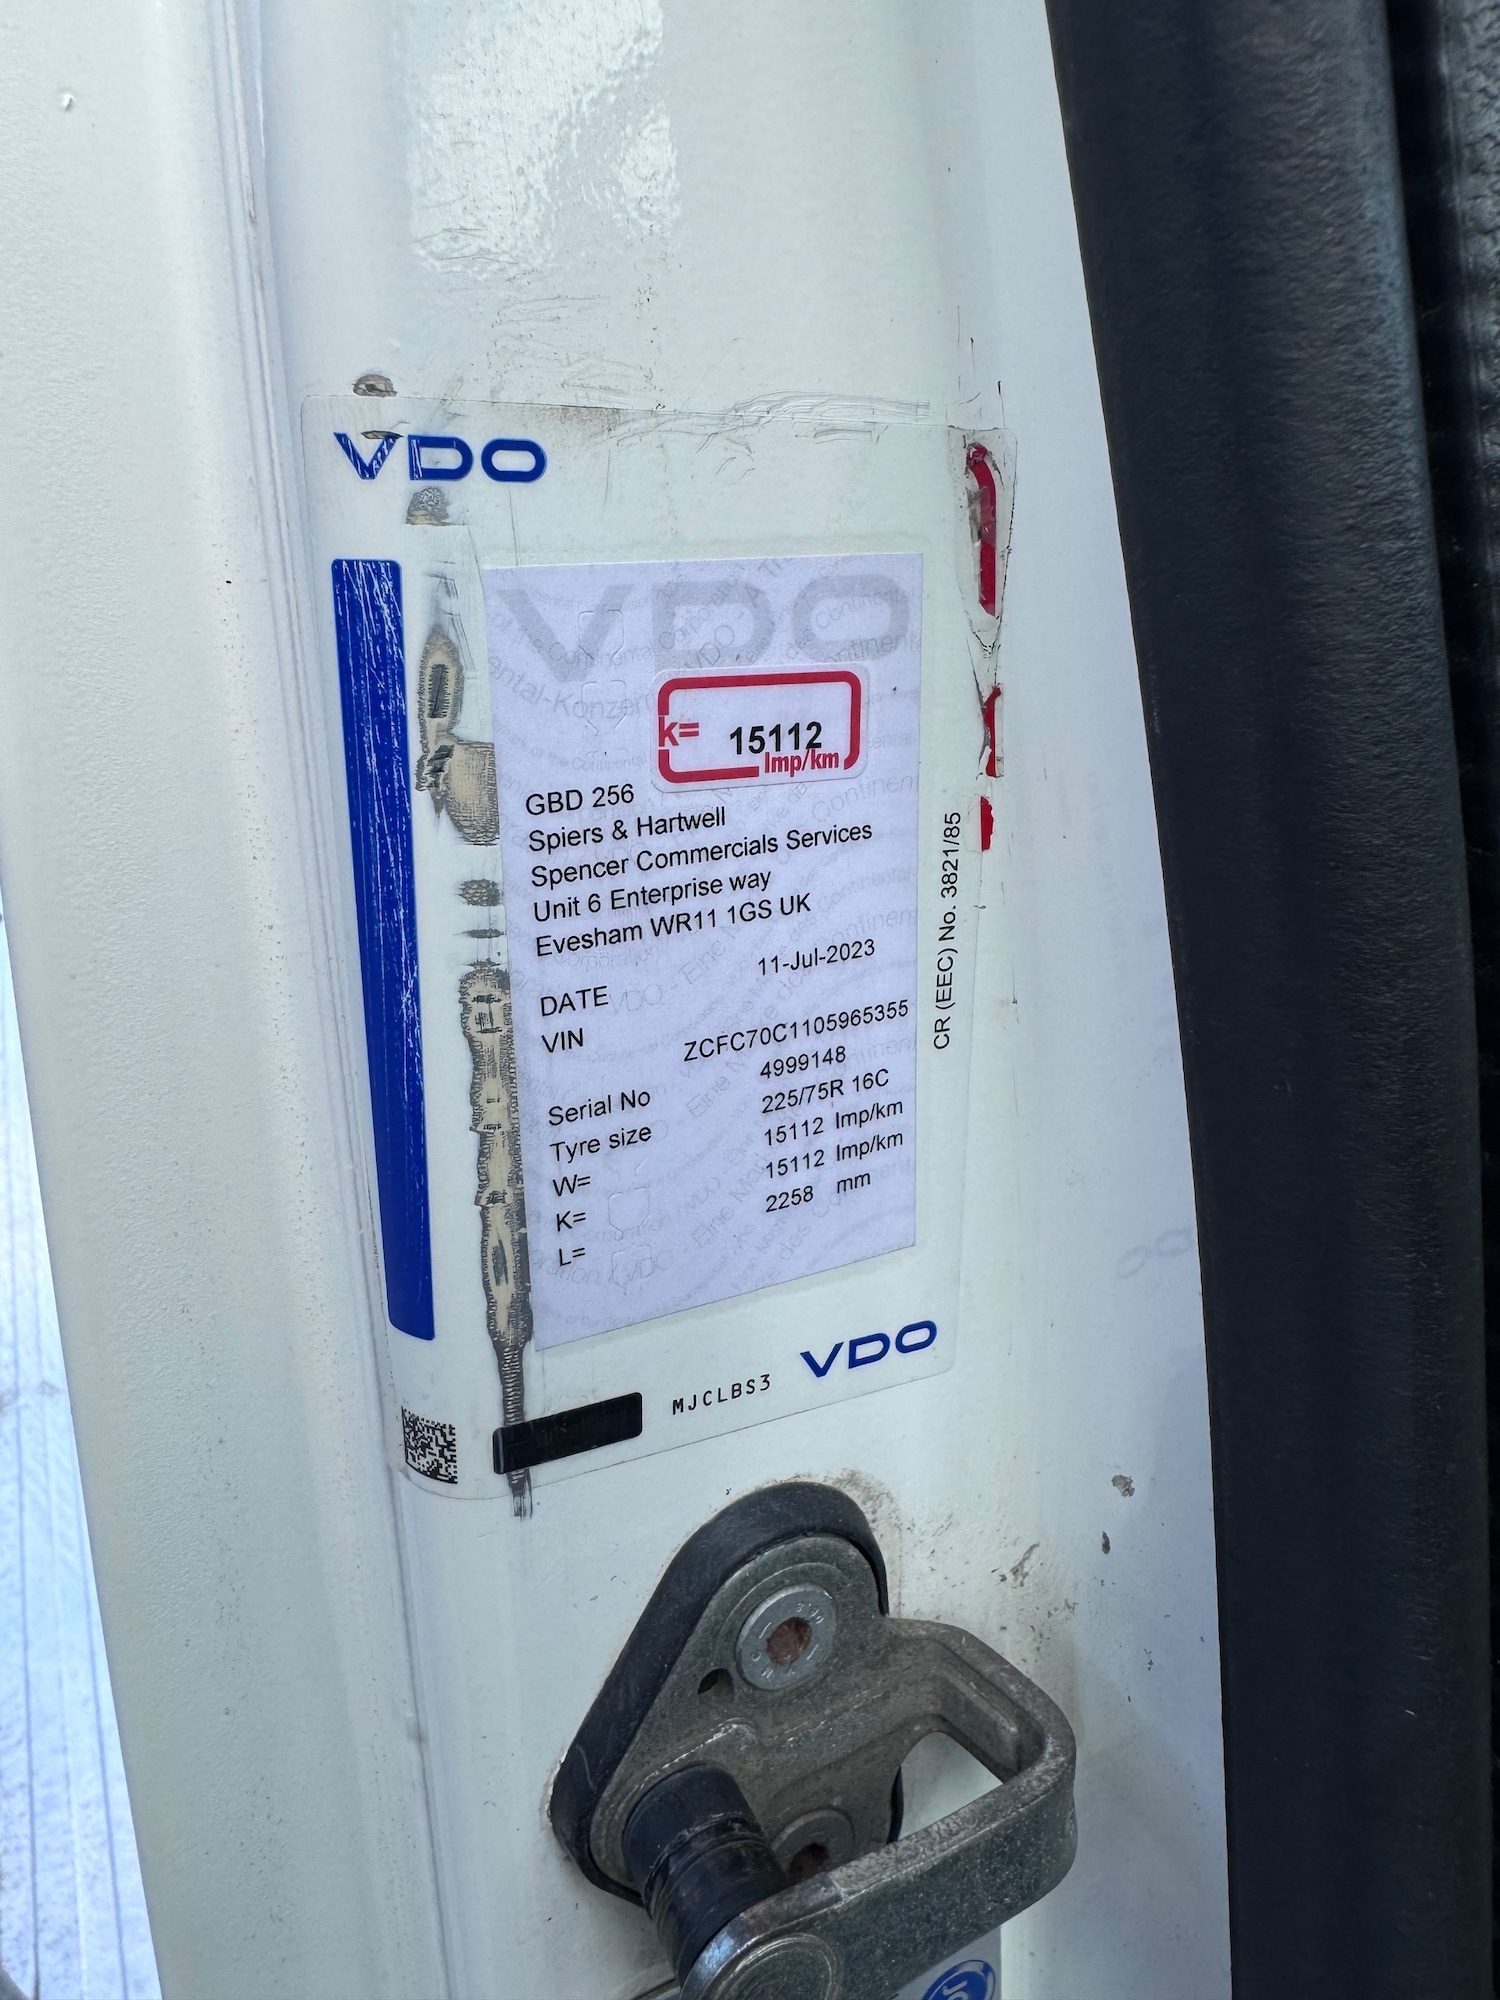 VDO
VDO
k= 15112
Imp/km
GBD 256
Spiers & Hartwell
Spencer Commercials Services
Unit 6 Enterprise way
Evesham WR11 1GS UK
DATE 11-Jul-2023
VIN ZCFC70C1105965355
Serial No 4999148
Tyre size 225/75R 16C
W= 15112 Imp/km
K= 15112 Imp/km
L= 2258 mm
CR (EEC) No. 3821/85
MJCLBS3
VDO